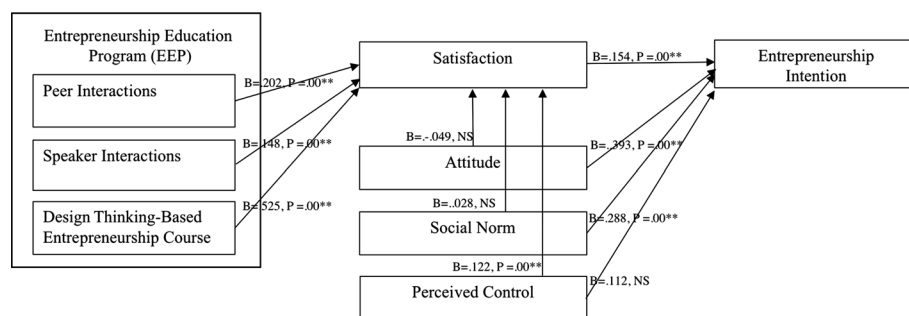 Entrepreneurship Education
Program (EEP)
Peer Interactions
Speaker Interactions
Design Thinking-Based
Entrepreneurship Course
B=.202, P =.00**
B=.148, P =.00**
B=.525, P =.00**
Satisfaction
B=.154, P =.00**
Entrepreneurship
Intention
B=.-.049, NS
Attitude
B=.393, P =.00**
B=..028, NS
Social Norm
B=.288, P =.00**
B=.122, P =.00**
Perceived Control
B=.112, NS